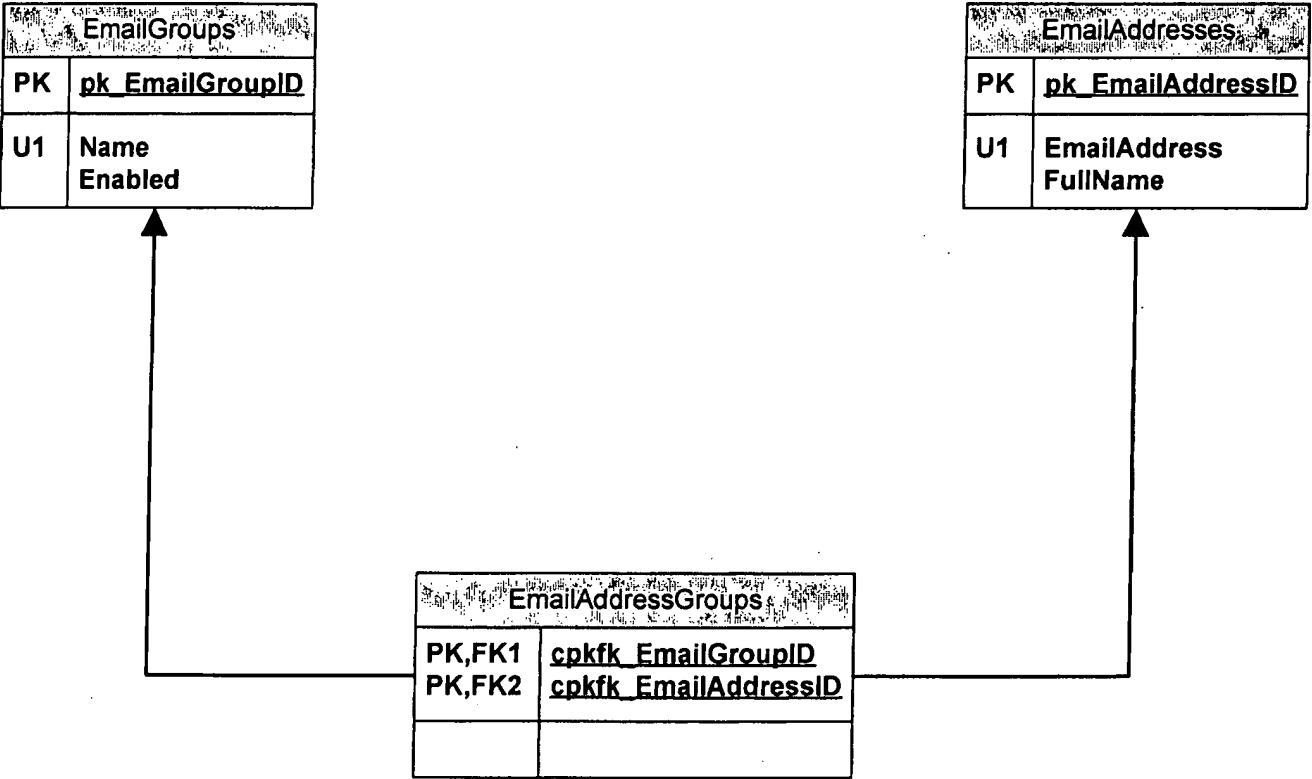 EmailGroups
PK pk_EmailGroupID
U1 Name
Enabled
EmailAddresses
PK pk_EmailAddressID
U1 EmailAddress
FullName
EmailAddressGroups
PK,FK1 cpkfk_EmailGroupID
PK,FK2 cpkfk_EmailAddressID